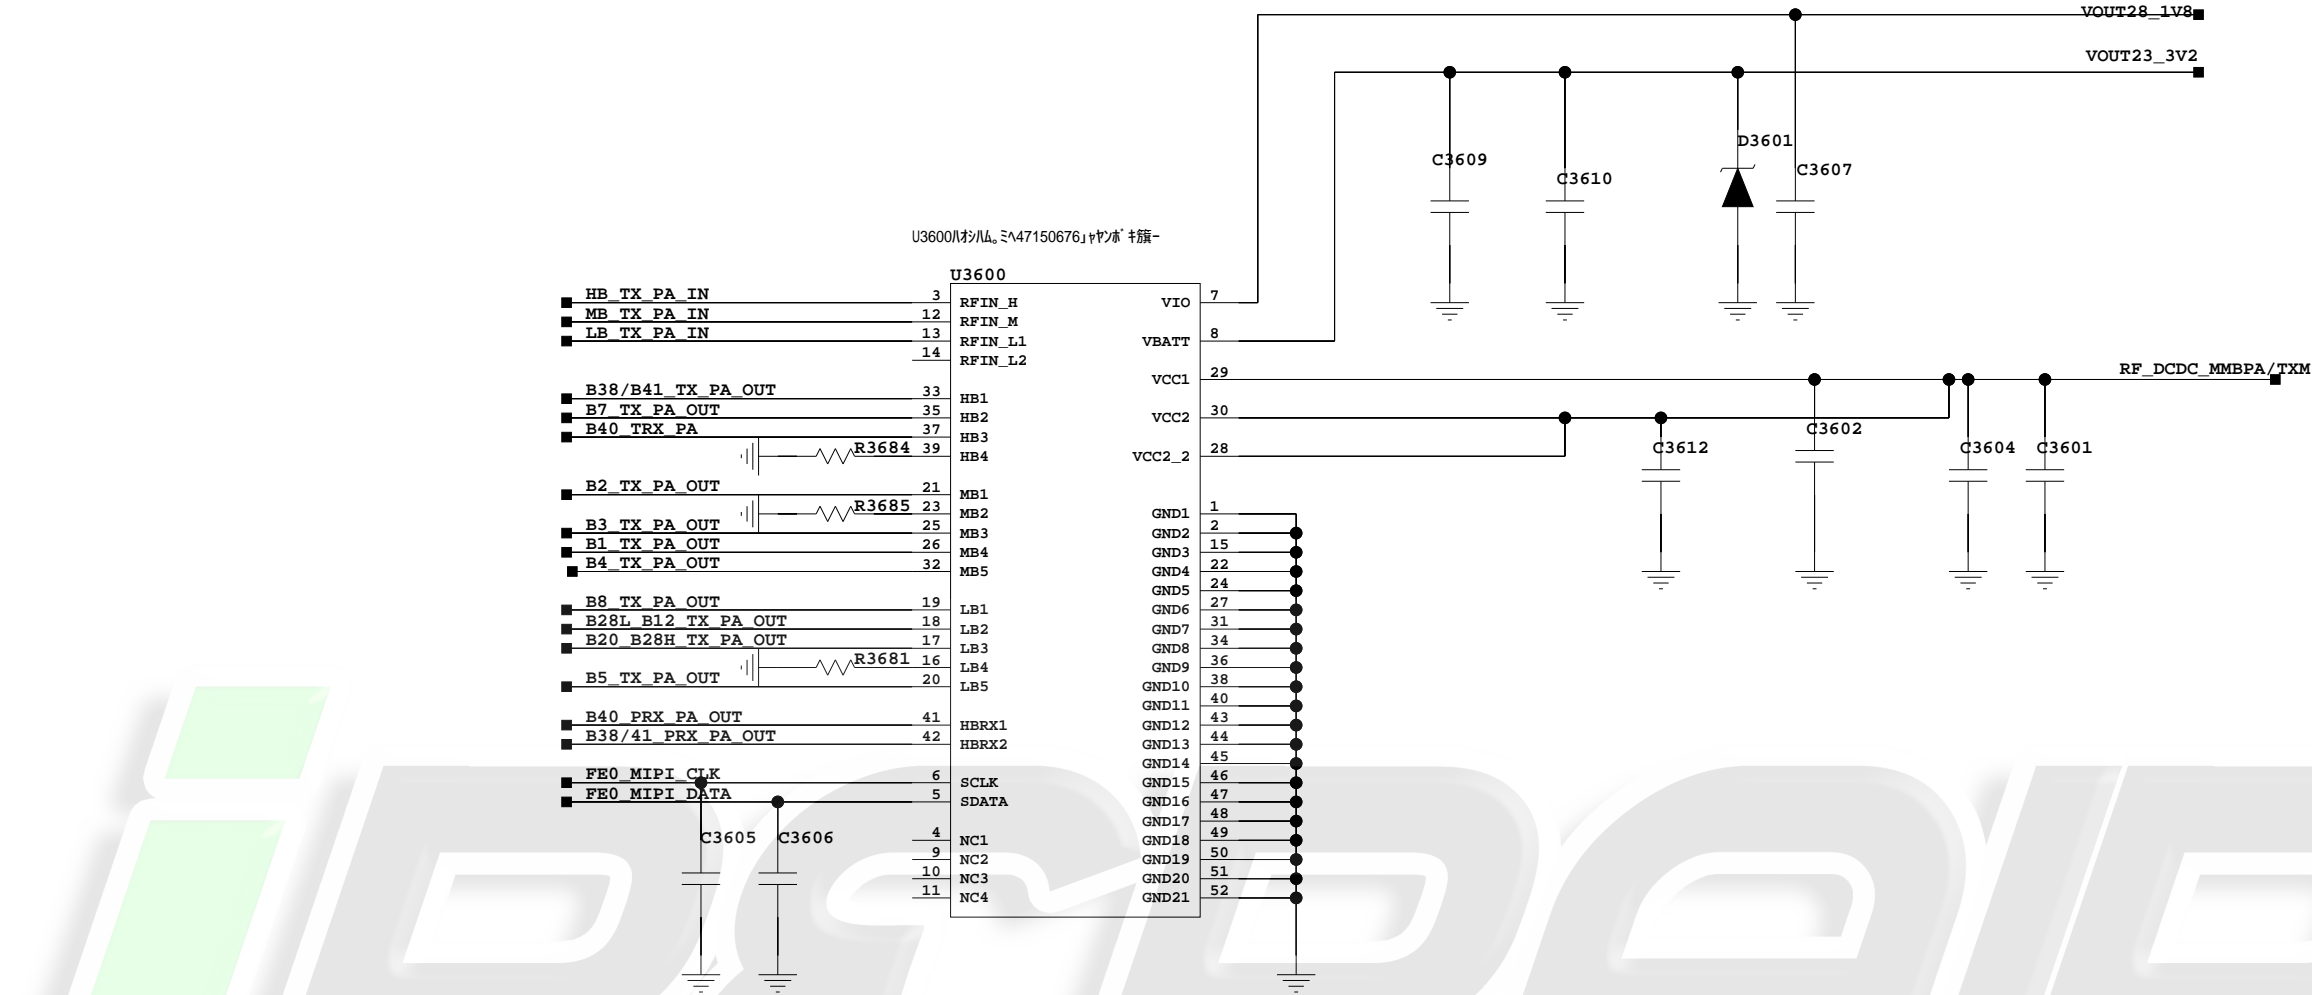 VOUT28_1V8
VOUT23_3V2
D3601
C3609
C3607
C3610
U3600
HB_TX_PA_IN 3 RFIN_H VIO 7
MB_TX_PA_IN 12 RFIN_M
LB_TX_PA_IN 13 RFIN_L1 VBATT 8
14 RFIN_L2
VCC1 29 RF_DCDC_MMBPA/TXM
B38/B41_TX_PA_OUT 33 HB1
B7_TX_PA_OUT 35 HB2 VCC2 30
B40_TRX_PA 37 HB3 C3602
R3684 39 HB4 VCC2_2 28 C3612 C3604 C3601
B2_TX_PA_OUT 21 MB1
R3685 23 MB2 GND1 1
B3_TX_PA_OUT 25 MB3 GND2 2
B1_TX_PA_OUT 26 MB4 GND3 15
B4_TX_PA_OUT 32 MB5 GND4 22
GND5 24
B8_TX_PA_OUT 19 LB1 GND6 27
B28L_B12_TX_PA_OUT 18 LB2 GND7 31
B20_B28H_TX_PA_OUT 17 LB3 GND8 34
R3681 16 LB4 GND9 36
B5_TX_PA_OUT 20 LB5 GND10 38
GND11 40
B40_PRX_PA_OUT 41 HBRX1 GND12 43
B38/41_PRX_PA_OUT 42 HBRX2 GND13 44
GND14 45
FE0_MIPI_CLK 6 SCLK GND15 46
FE0_MIPI_DATA 5 SDATA GND16 47
GND17 48
C3605 C3606 4 NC1 GND18 49
9 NC2 GND19 50
10 NC3 GND20 51
11 NC4 GND21 52